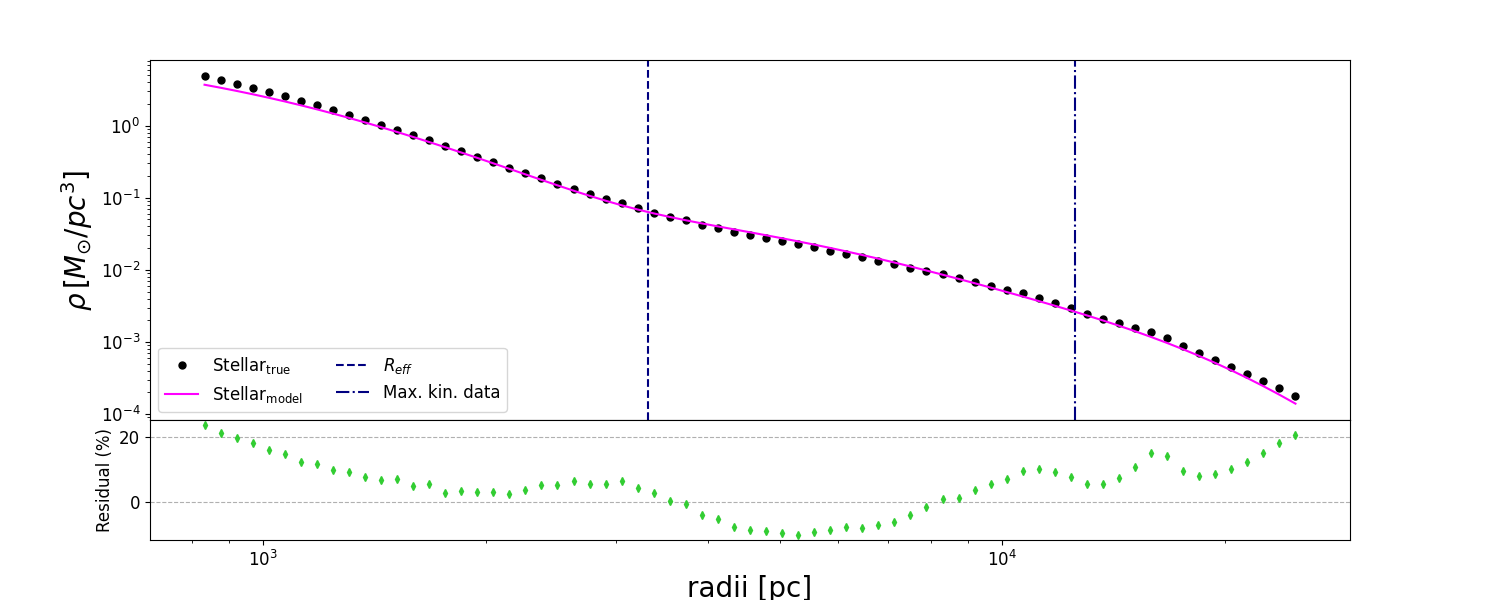 ρ [M⊙/pc³]
10⁰
10⁻¹
10⁻²
10⁻³
10⁻⁴
Stellar_true
Stellar_model
R_eff
Max. kin. data
Residual (%)
20
0
10³
10⁴
radii [pc]